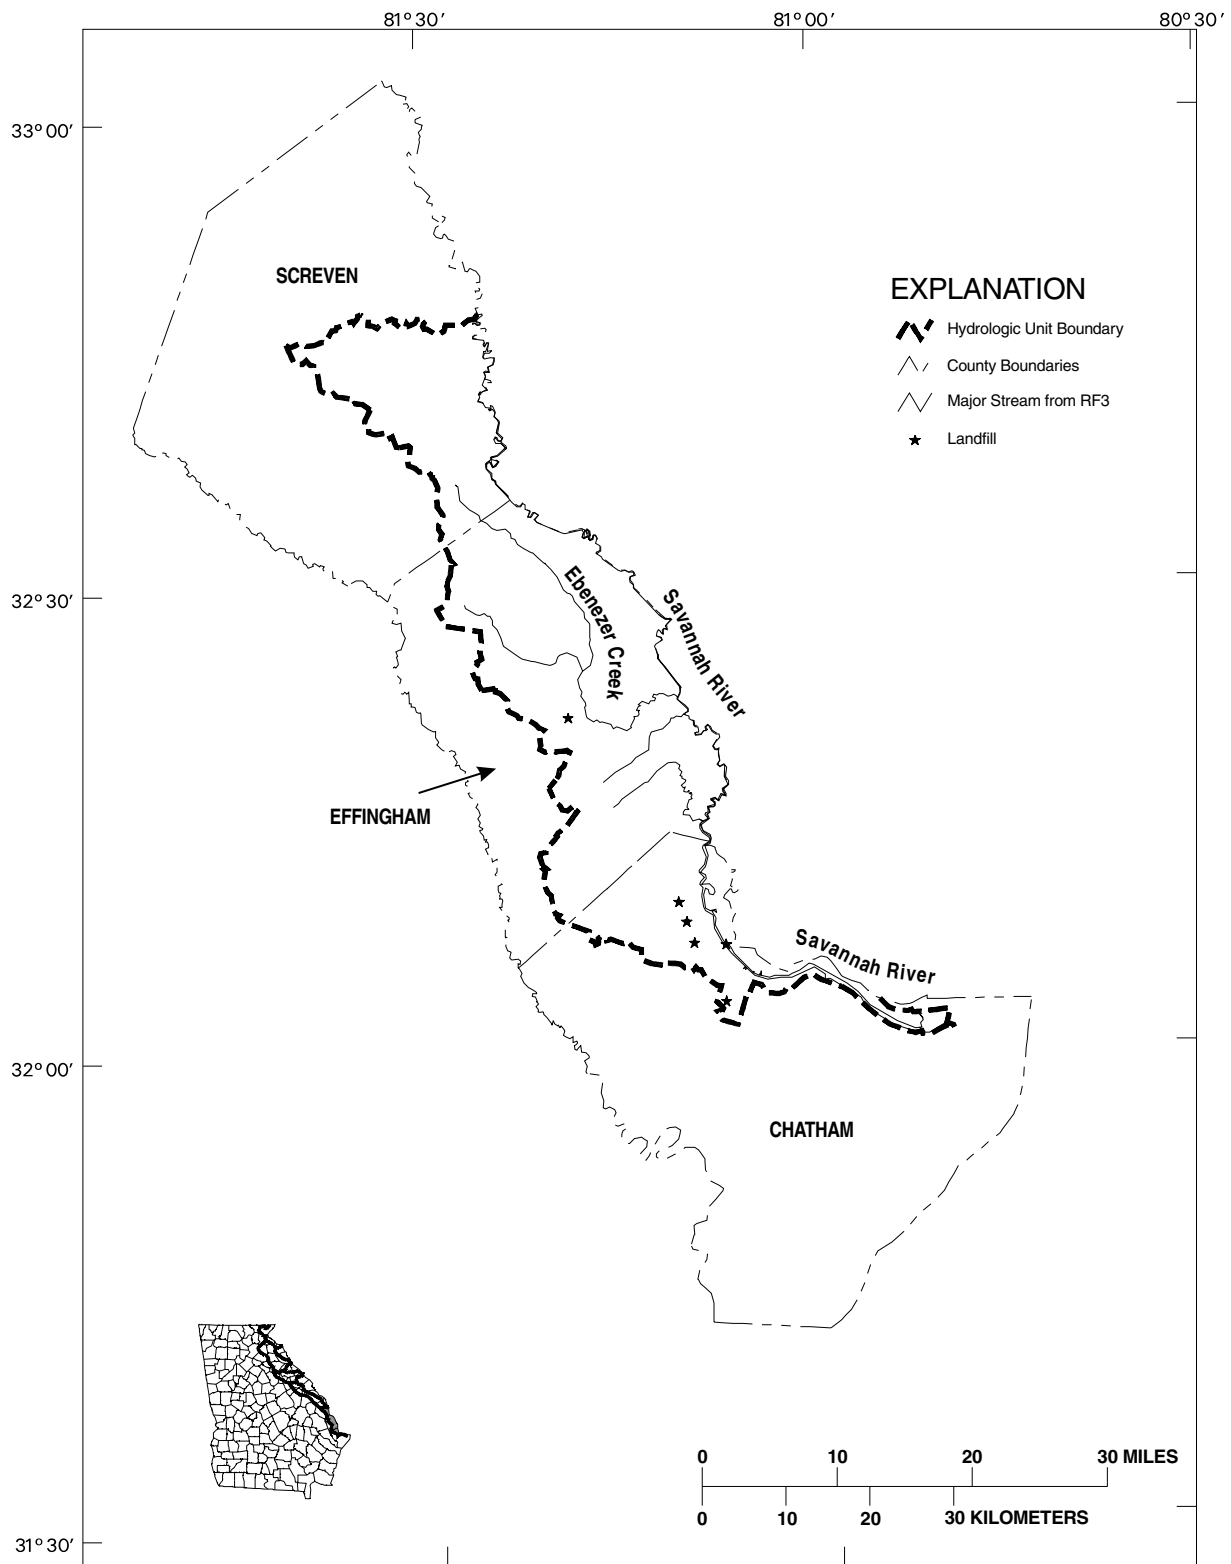 81° 30′
81° 00′
80° 30′
33° 00′
SCREVEN
EXPLANATION
Hydrologic Unit Boundary
County Boundaries
Major Stream from RF3
Landfill
32° 30′
Ebenezer Creek
Savannah River
EFFINGHAM
Savannah River
32° 00′
CHATHAM
0 10 20 30 MILES
0 10 20 30 KILOMETERS
31° 30′